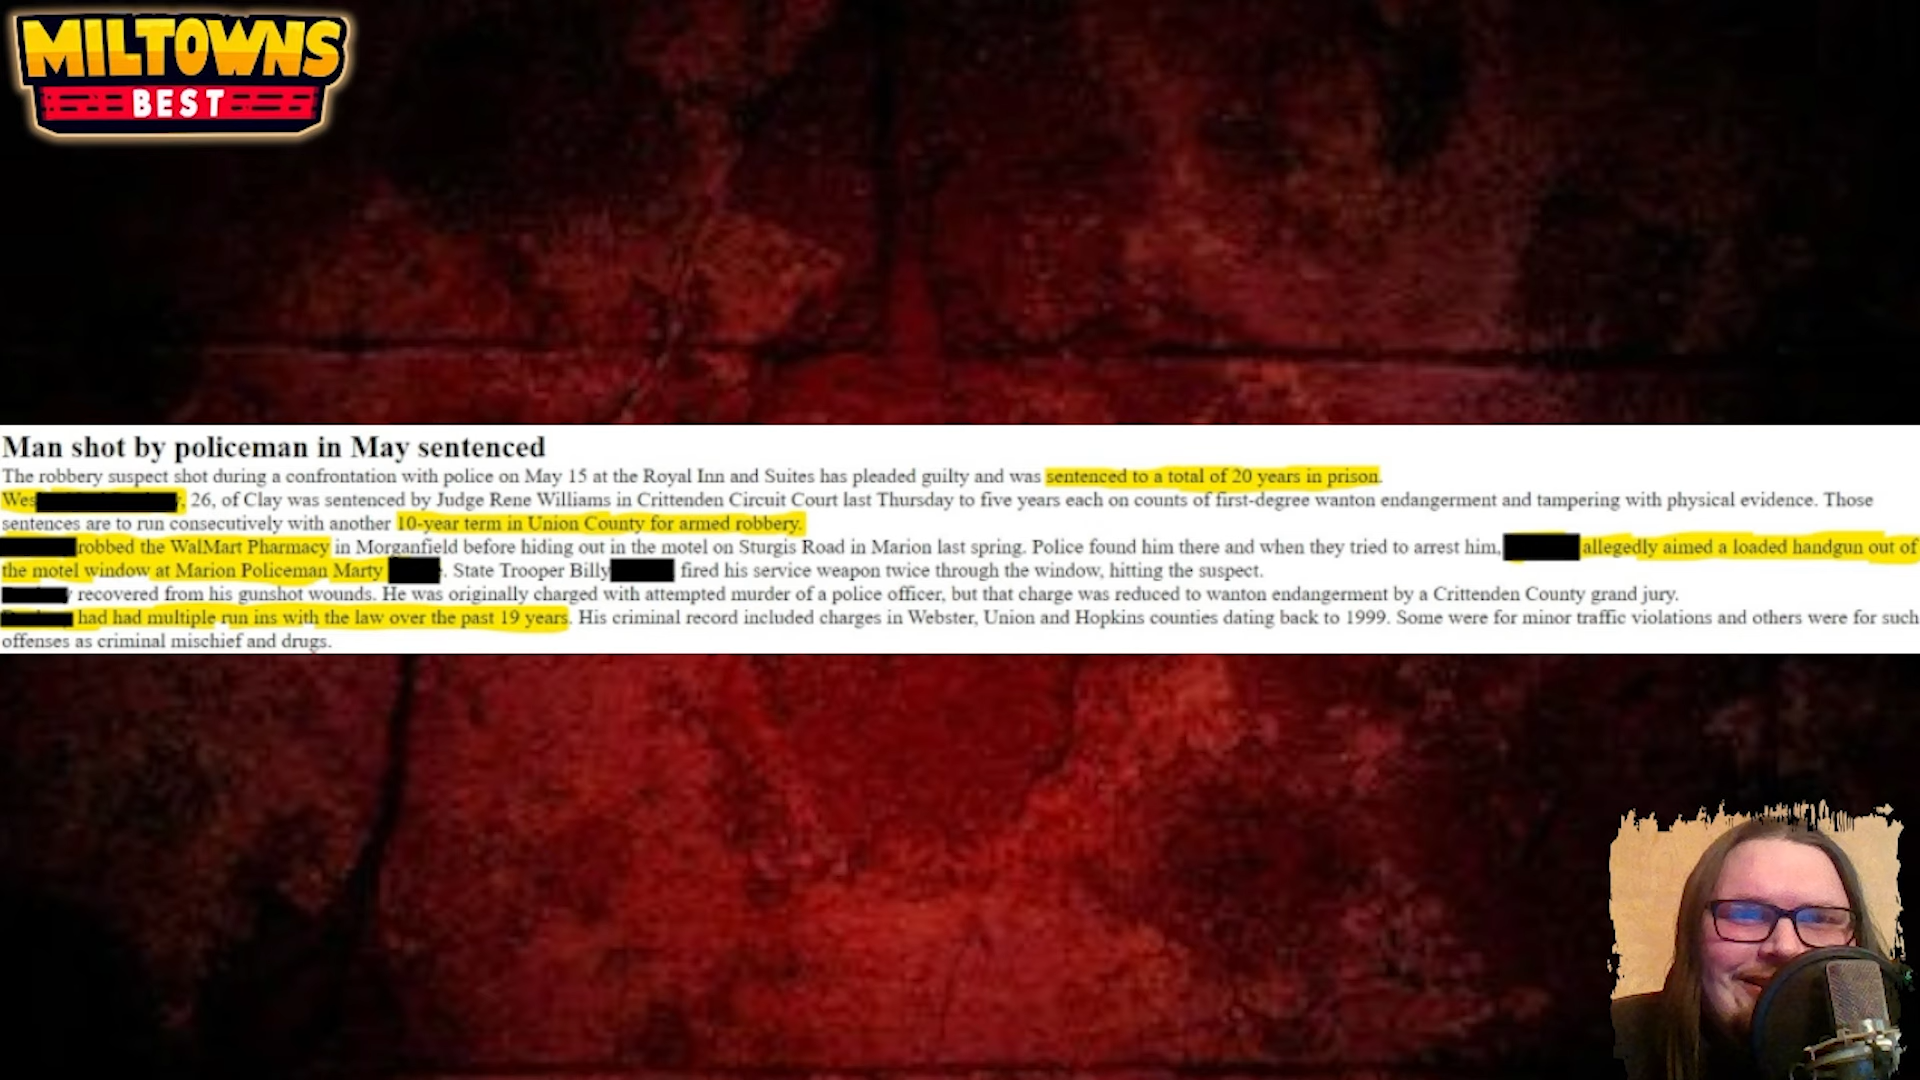 MILTOWNS
BEST
Man shot by policeman in May sentenced
The robbery suspect shot during a confrontation with police on May 15 at the Royal Inn and Suites has pleaded guilty and was sentenced to a total of 20 years in prison.
Wes , 26, of Clay was sentenced by Judge Rene Williams in Crittenden Circuit Court last Thursday to five years each on counts of first-degree wanton endangerment and tampering with physical evidence. Those
sentences are to run consecutively with another 10-year term in Union County for armed robbery.
robbed the WalMart Pharmacy in Morganfield before hiding out in the motel on Sturgis Road in Marion last spring. Police found him there and when they tried to arrest him, allegedly aimed a loaded handgun out of
the motel window at Marion Policeman Marty . State Trooper Billy fired his service weapon twice through the window, hitting the suspect.
recovered from his gunshot wounds. He was originally charged with attempted murder of a police officer, but that charge was reduced to wanton endangerment by a Crittenden County grand jury.
had had multiple run ins with the law over the past 19 years. His criminal record included charges in Webster, Union and Hopkins counties dating back to 1999. Some were for minor traffic violations and others were for such
offenses as criminal mischief and drugs.